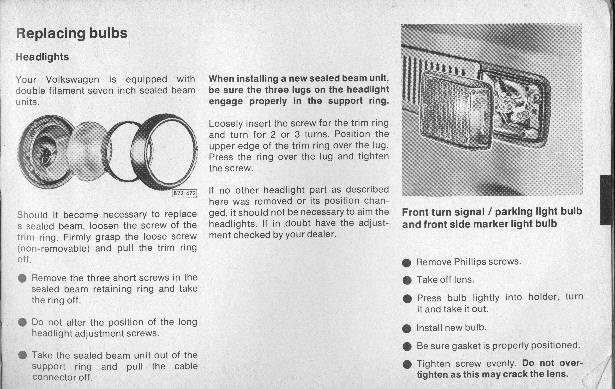 Replacing bulbs
Headlights
Your Volkswagen is equipped with
double filament seven inch sealed beam
units.
B77-672
Should it become necessary to replace
a sealed beam, loosen the screw of the
trim ring. Firmly grasp the loose screw
(non-removable) and pull the trim ring
off.
● Remove the three short screws in the
sealed beam retaining ring and take
the ring off.
● Do not alter the position of the long
headlight adjustment screws.
● Take the sealed beam unit out of the
support ring and pull the cable
connector off.
When installing a new sealed beam unit,
be sure the three lugs on the headlight
engage properly in the support ring.
Loosely insert the screw for the trim ring
and turn for 2 or 3 turns. Position the
upper edge of the trim ring over the lug.
Press the ring over the lug and tighten
the screw.
If no other headlight part as described
here was removed or its position chan-
ged, it should not be necessary to aim the
headlights. If in doubt have the adjust-
ment checked by your dealer.
Front turn signal / parking light bulb
and front side marker light bulb
● Remove Phillips screws.
● Take off lens.
● Press bulb lightly into holder, turn
it and take it out.
● Install new bulb.
● Be sure gasket is properly positioned.
● Tighten screw evenly. Do not over-
tighten as this may crack the lens.